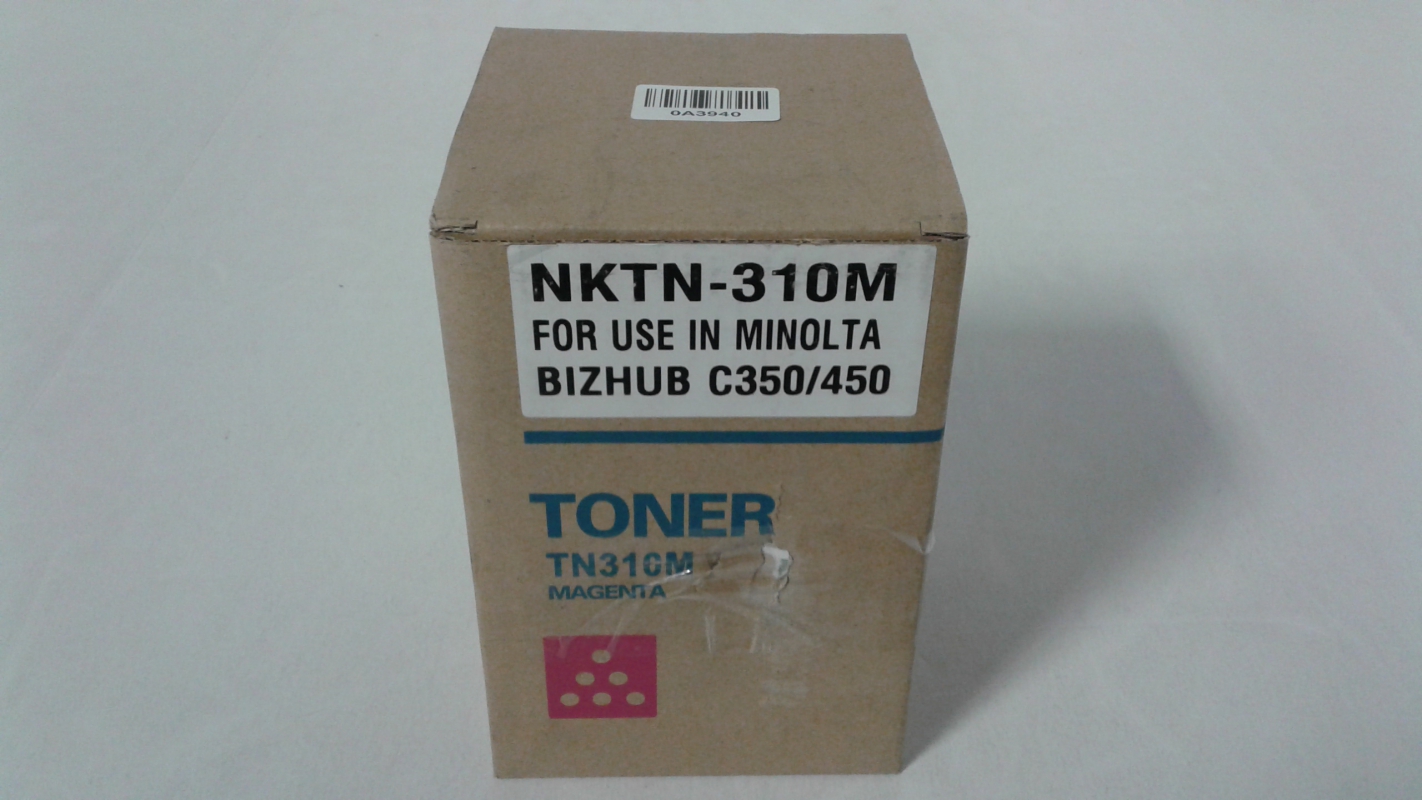 0A3940
NKTN-310M
FOR USE IN MINOLTA
BIZHUB C350/450
TONER
TN310M
MAGENTA